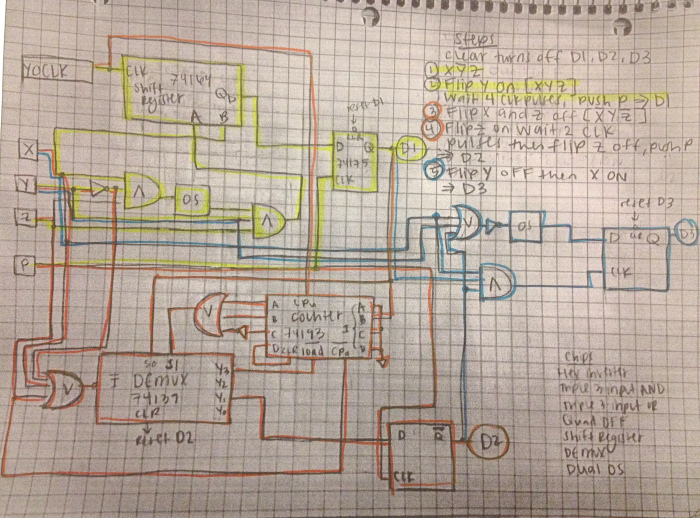 Steps
clear turns off D1, D2, D3
① XYZ
② Flip Y ON [XYZ]
wait 4 CLK pulses, push P ⇒ D1
③ Flip X and Z off [XYZ]
④ Flip Z on wait 2 CLK
pulses then flip Z off, push P
⇒ D2
⑤ Flip Y OFF then X ON
⇒ D3
YOCLK
CLK
74164
Shift
register
QD
A
B
reset D1
D
CLR
Q
74175
CLK
D1
X
Y
Z
P
Λ
OS
Λ
V
OS
Λ
reset D3
D
CLR
Q
CLK
D3
V
A
B
C
D
CPU
Counter
74193
CLR
load
CPD
A
B
C
D
V
I
S0
S1
DEMUX
74139
CLR
Y3
Y2
Y1
Y0
reset D2
D
Q
CLK
D2
Chips
Hex inverter
Triple 3 input AND
Triple 3 input OR
Quad DFF
Shift Register
DEMUX
Dual OS